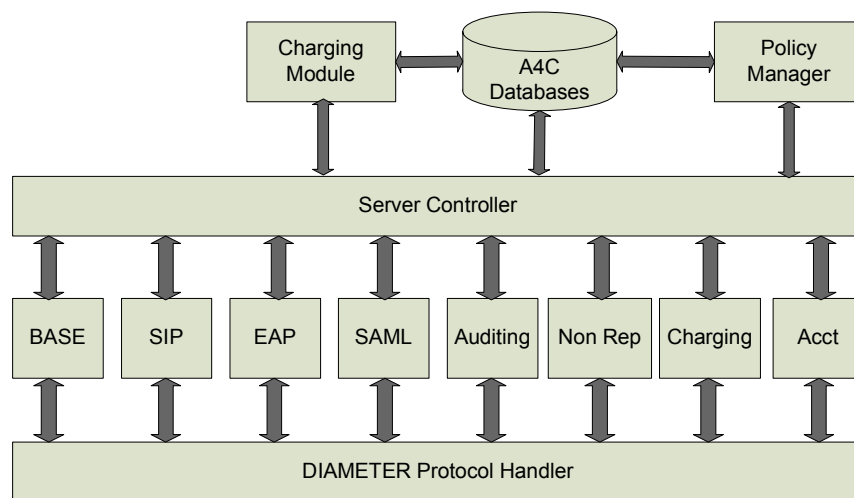 Charging
Module
A4C
Databases
Policy
Manager
Server Controller
BASE
SIP
EAP
SAML
Auditing
Non Rep
Charging
Acct
DIAMETER Protocol Handler